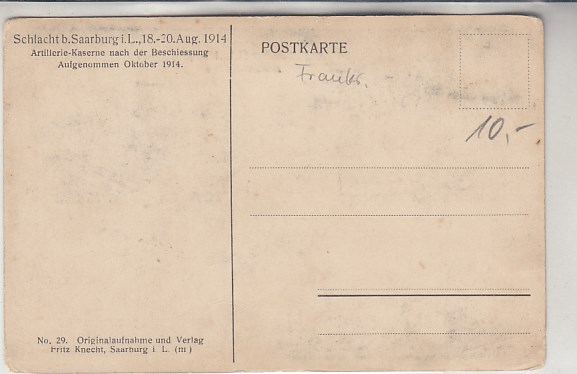 Schlacht b. Saarburg i. L., 18.-20. Aug. 1914
Artillerie-Kaserne nach der Beschiessung
Aufgenommen Oktober 1914.
POSTKARTE
Frankr.
10,-
No. 29. Originalaufnahme und Verlag
Fritz Knecht, Saarburg i. L. (m)